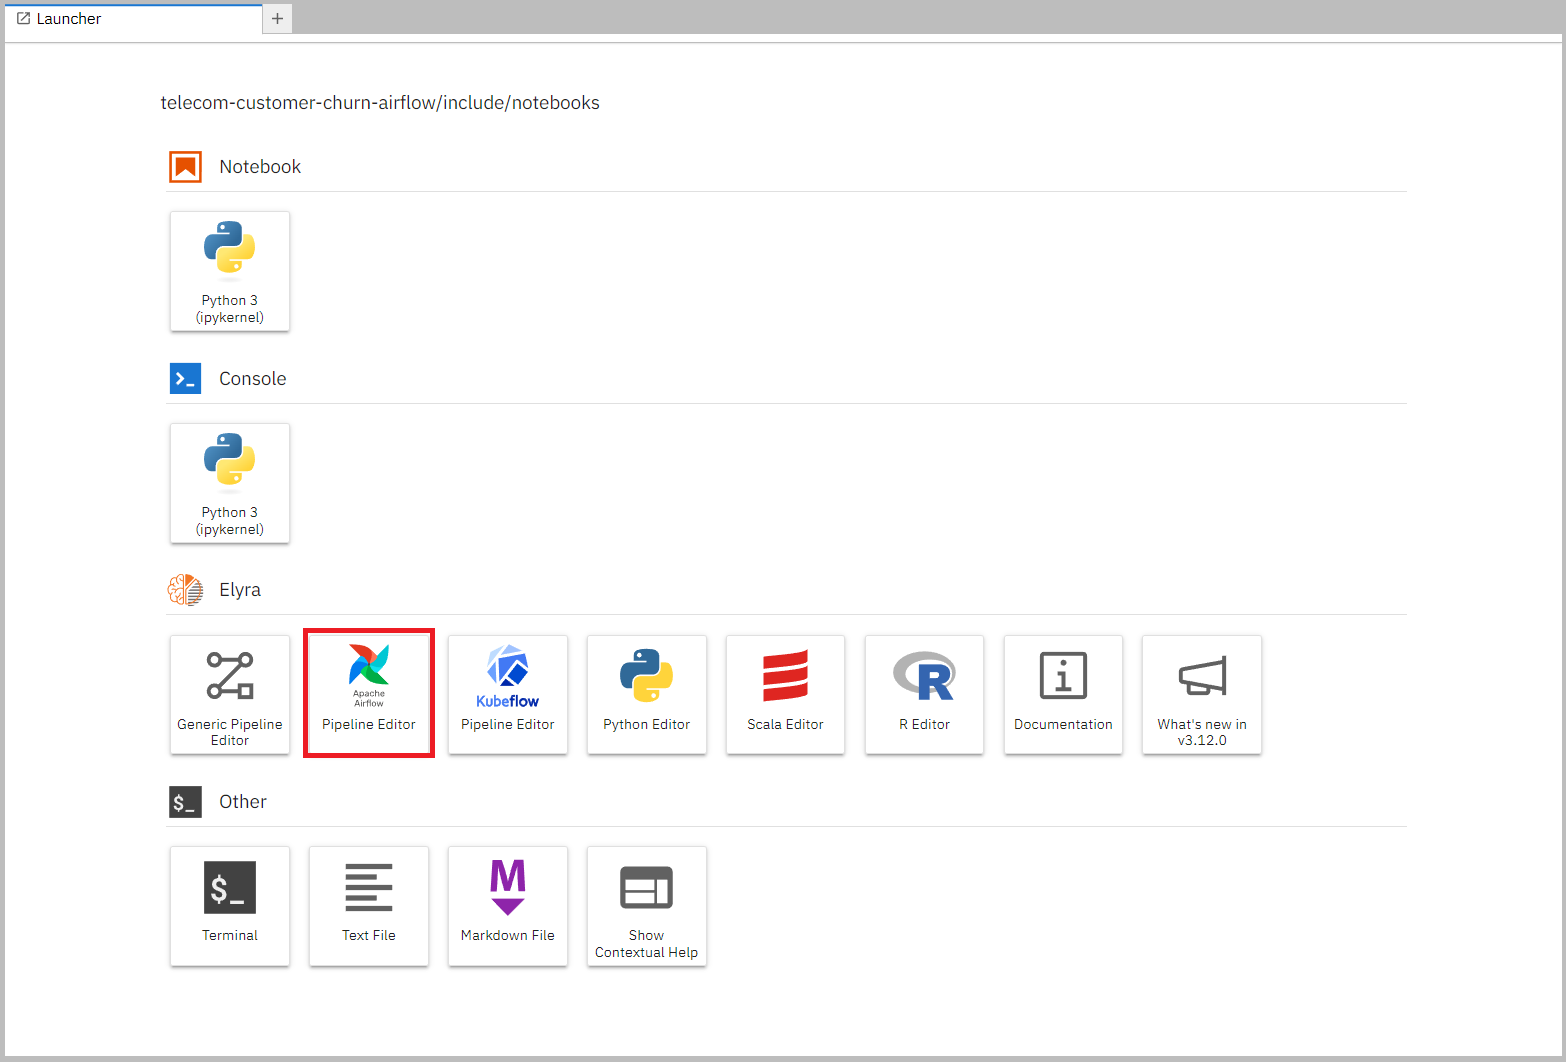 Launcher
+
telecom-customer-churn-airflow/include/notebooks
Notebook
Python 3
(ipykernel)
>_
Console
Python 3
(ipykernel)
Elyra
Generic Pipeline
Editor
Apache
Airflow
Pipeline Editor
Kubeflow
Pipeline Editor
Python Editor
Scala Editor
R
R Editor
i
Documentation
What's new in
v3.12.0
$_
Other
$_
Terminal
Text File
M
Markdown File
Show
Contextual Help